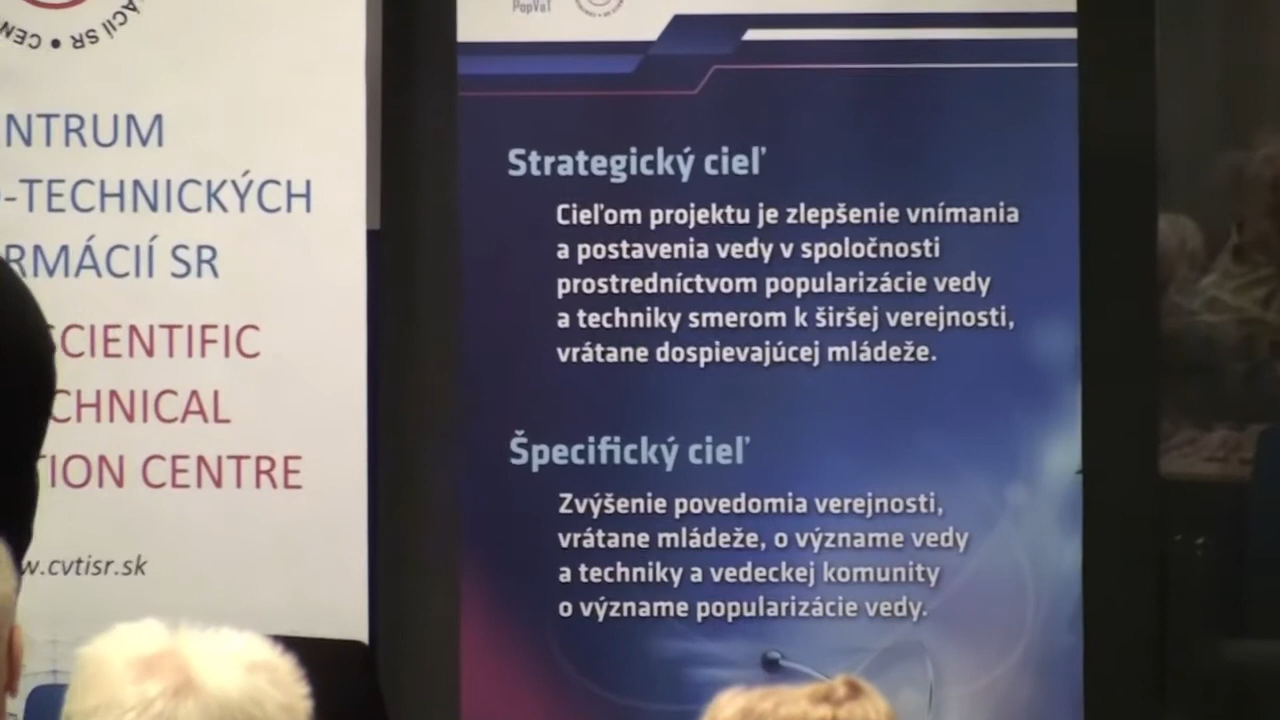 SR
NTRUM
-TECHNICKÝCH
RMÁCIÍ SR
SCIENTIFIC
CHNICAL
TION CENTRE
w.cvtisr.sk
PopVaT
Strategický cieľ
Cieľom projektu je zlepšenie vnímania
a postavenia vedy v spoločnosti
prostredníctvom popularizácie vedy
a techniky smerom k širšej verejnosti,
vrátane dospievajúcej mládeže.
Špecifický cieľ
Zvýšenie povedomia verejnosti,
vrátane mládeže, o význame vedy
a techniky a vedeckej komunity
o význame popularizácie vedy.